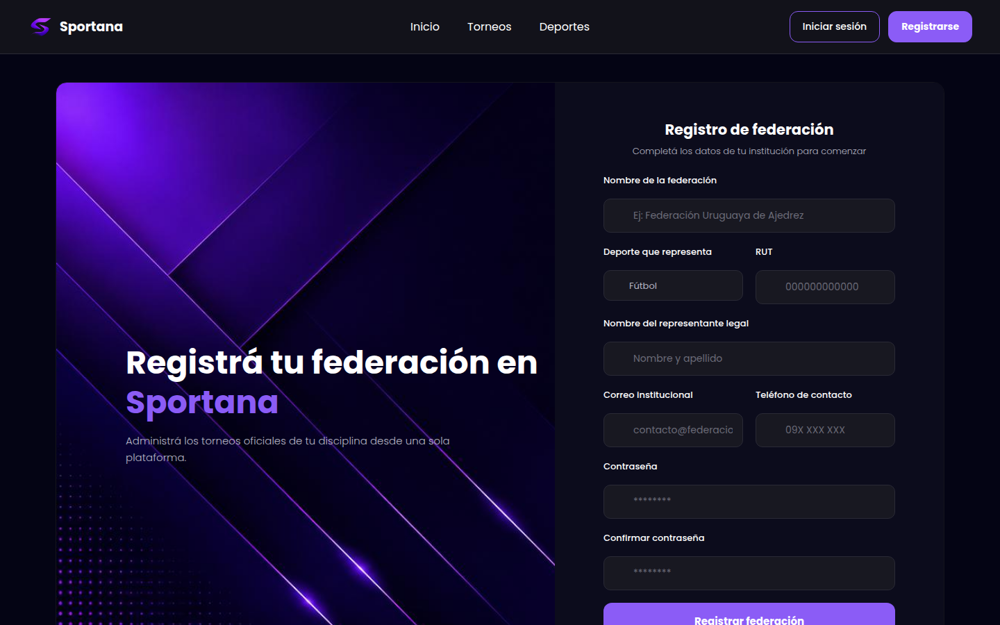 Sportana
Inicio
Torneos
Deportes
Iniciar sesión
Registrarse
Registrá tu federación en
Sportana
Administrá los torneos oficiales de tu disciplina desde una sola
plataforma.
Registro de federación
Completá los datos de tu institución para comenzar
Nombre de la federación
Ej: Federación Uruguaya de Ajedrez
Deporte que representa
RUT
Fútbol
000000000000
Nombre del representante legal
Nombre y apellido
Correo institucional
Teléfono de contacto
contacto@federacic
09X XXX XXX
Contraseña
********
Confirmar contraseña
********
Registrar federación